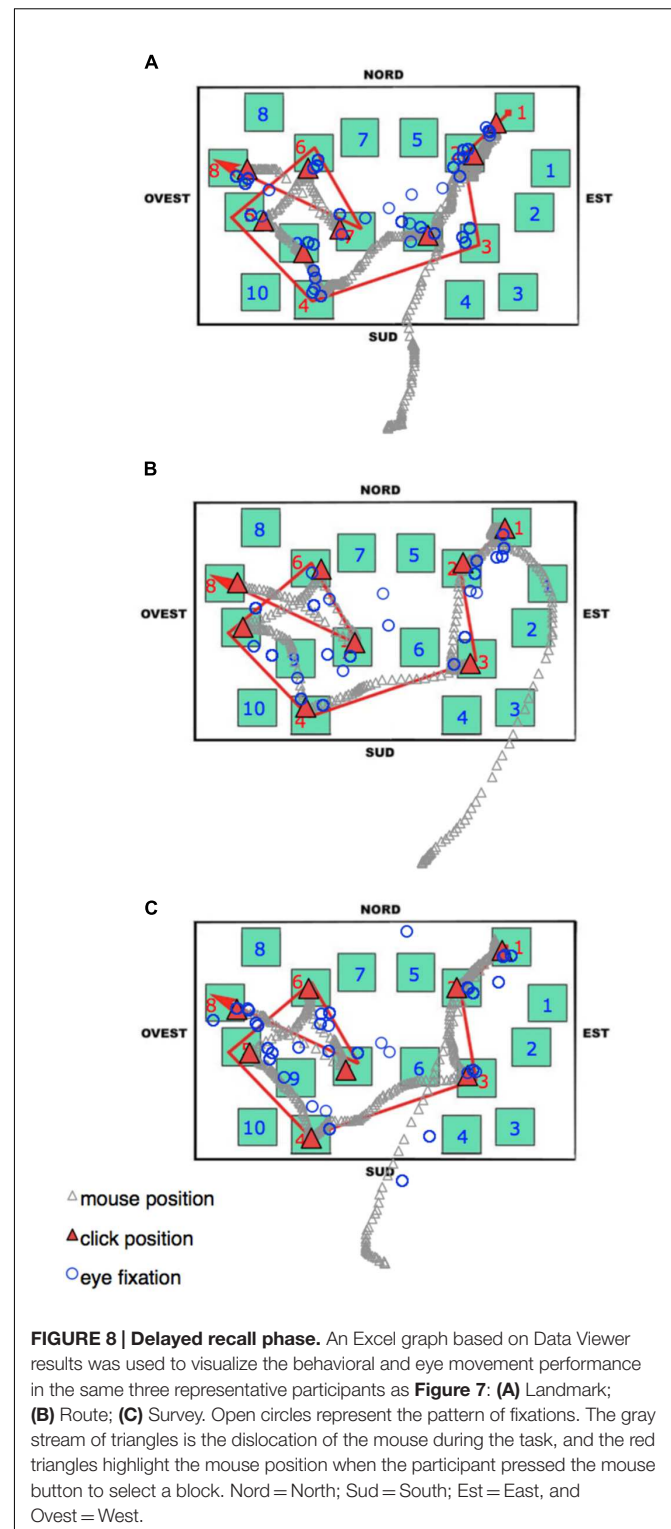 A
NORD
8 6 7 5 2 1
8 1
OVEST EST
5 7 3 2
10 4 4 3
SUD
B
NORD
8 6 7 5 2 1
8
OVEST EST
7 6 3 2
9
10 4 4 3
SUD
C
NORD
8 6 7 5 2 1
8 1
OVEST EST
9 6 3 2
10 4 4 3
SUD
mouse position
click position
eye fixation
FIGURE 8 | Delayed recall phase. An Excel graph based on Data Viewer
results was used to visualize the behavioral and eye movement performance
in the same three representative participants as Figure 7: (A) Landmark;
(B) Route; (C) Survey. Open circles represent the pattern of fixations. The gray
stream of triangles is the dislocation of the mouse during the task, and the red
triangles highlight the mouse position when the participant pressed the mouse
button to select a block. Nord = North; Sud = South; Est = East, and
Ovest = West.